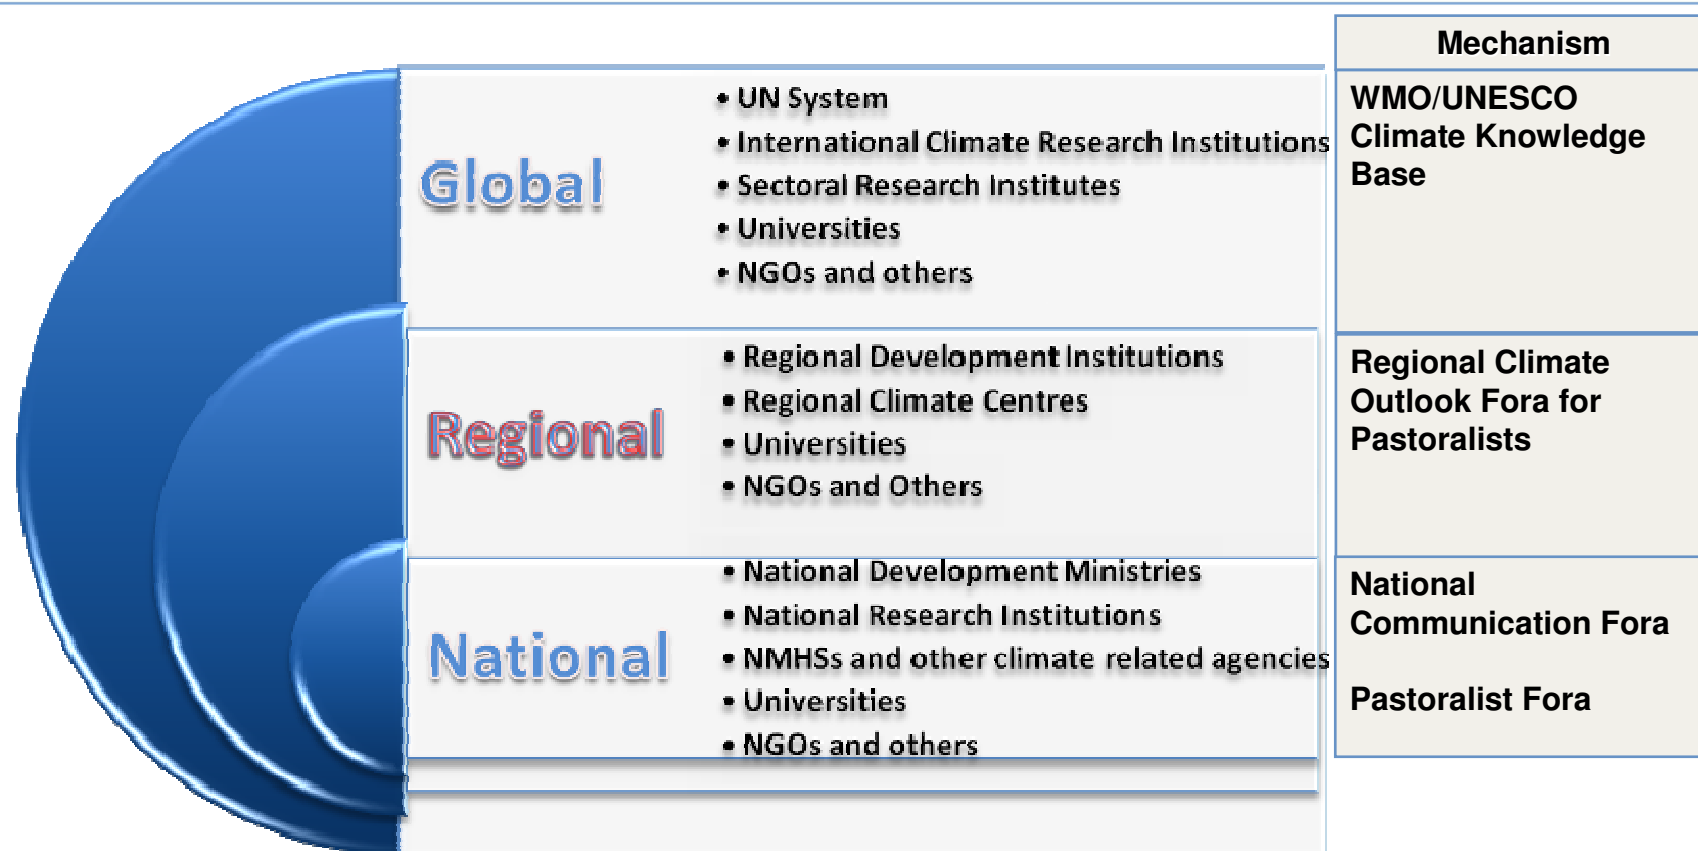 Mechanism
Global
• UN System
• International Climate Research Institutions
• Sectoral Research Institutes
• Universities
• NGOs and others
WMO/UNESCO
Climate Knowledge
Base
Regional
• Regional Development Institutions
• Regional Climate Centres
• Universities
• NGOs and Others
Regional Climate
Outlook Fora for
Pastoralists
National
• National Development Ministries
• National Research Institutions
• NMHSs and other climate related agencies
• Universities
• NGOs and others
National
Communication Fora
Pastoralist Fora